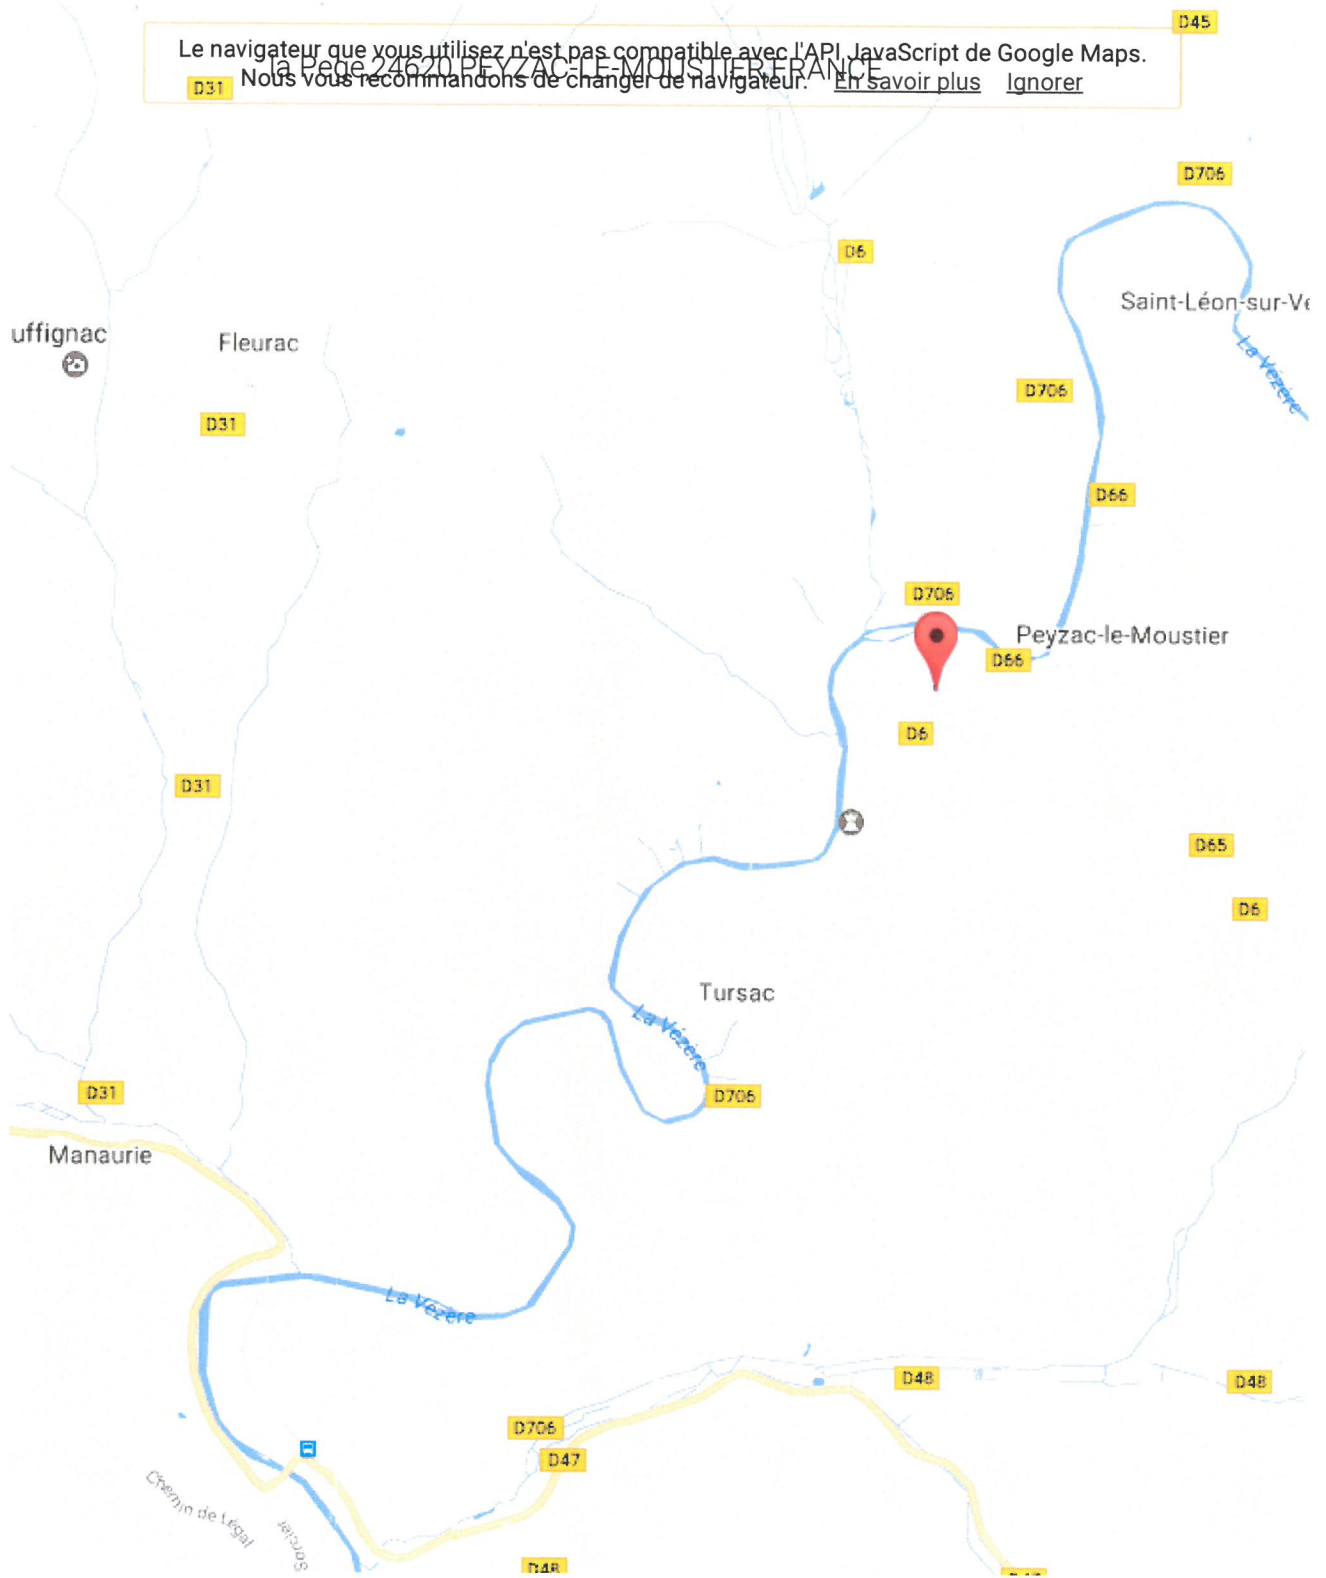 D45
Le navigateur que vous utilisez n'est pas compatible avec l'API JavaScript de Google Maps.
la Pege 24620 PEYZAC-LE-MOUSTIER FRANCE
Nous vous recommandons de changer de navigateur. En savoir plus Ignorer
D31
D706
D6
Saint-Léon-sur-Vé
uffignac
Fleurac
La Vézère
D706
D31
D66
D706
Peyzac-le-Moustier
D66
D6
D31
D65
D6
Tursac
La Vézère
D31
D706
Manaurie
La Vézère
D48
D48
D706
D47
Chemin de Légal
Sentier
D48